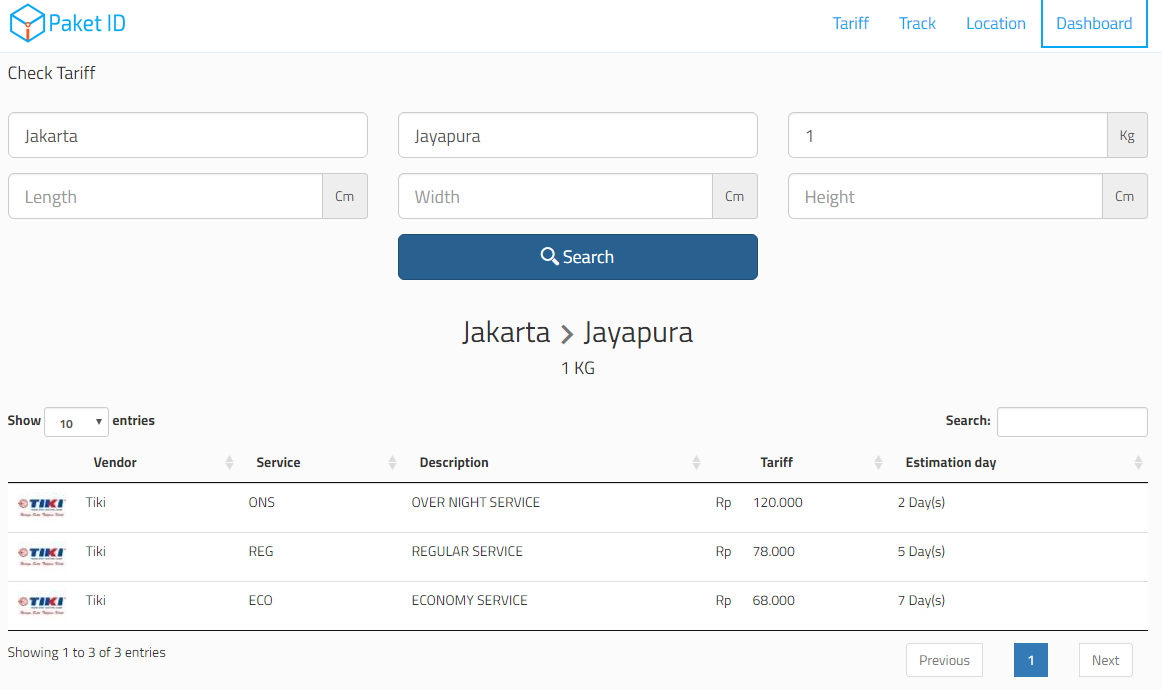 Paket ID Tariff Track Location Dashboard
Check Tariff
Jakarta Jayapura 1 Kg
Length Cm Width Cm Height Cm
Search
Jakarta > Jayapura
1 KG
Show 10 entries Search:
Vendor Service Description Tariff Estimation day
TIKI Tiki ONS OVER NIGHT SERVICE Rp 120.000 2 Day(s)
TIKI Tiki REG REGULAR SERVICE Rp 78.000 5 Day(s)
TIKI Tiki ECO ECONOMY SERVICE Rp 68.000 7 Day(s)
Showing 1 to 3 of 3 entries Previous 1 Next